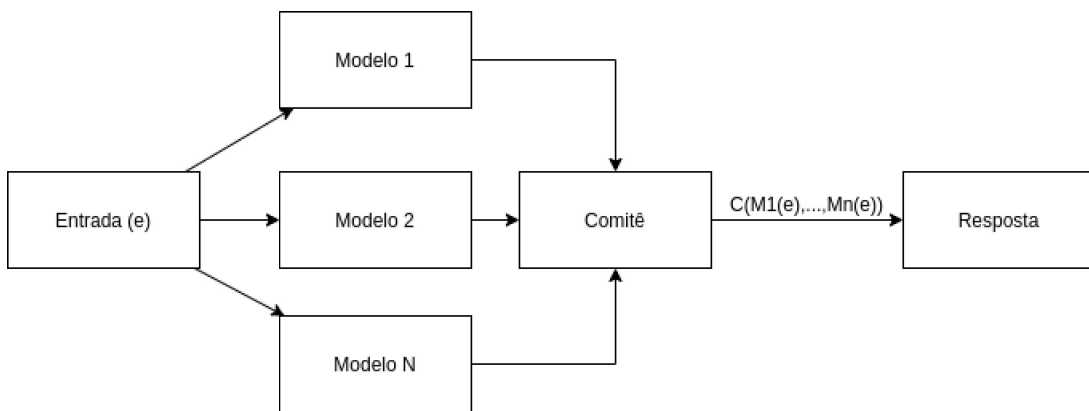 Modelo 1
Entrada (e)
Modelo 2
Comitê
C(M1(e),...,Mn(e))
Resposta
Modelo N